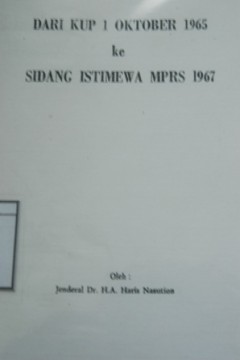 DARI KUP 1 OKTOBER 1965
ke
SIDANG ISTIMEWA MPRS 1967
Oleh :
Jenderal Dr. H.A. Haris Nasution